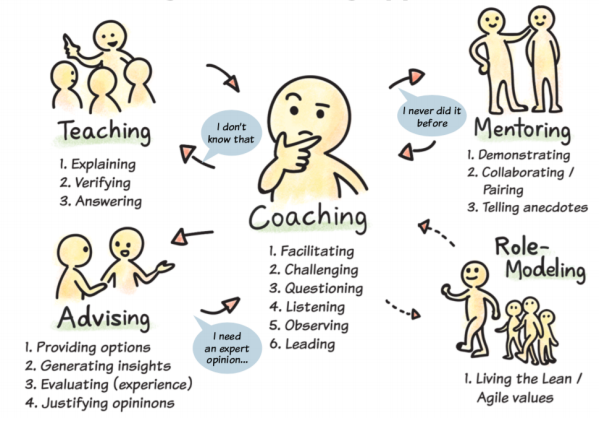 Teaching
1. Explaining
2. Verifying
3. Answering
I don't
know that
Coaching
1. Facilitating
2. Challenging
3. Questioning
4. Listening
5. Observing
6. Leading
I never did it
before
Mentoring
1. Demonstrating
2. Collaborating /
Pairing
3. Telling anecdotes
Advising
1. Providing options
2. Generating insights
3. Evaluating (experience)
4. Justifying opininons
I need
an expert
opinion...
Role-
Modeling
1. Living the Lean /
Agile values